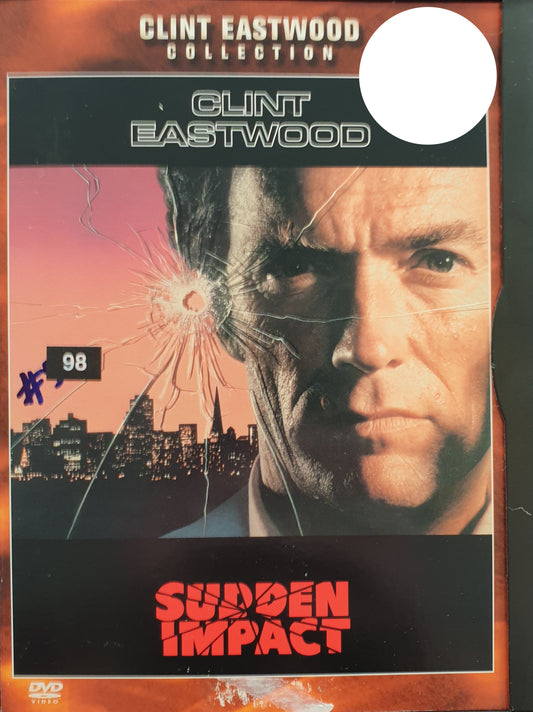 CLINT EASTWOOD
COLLECTION
CLINT
EASTWOOD
98
SUDDEN
IMPACT
DVD
VIDEO